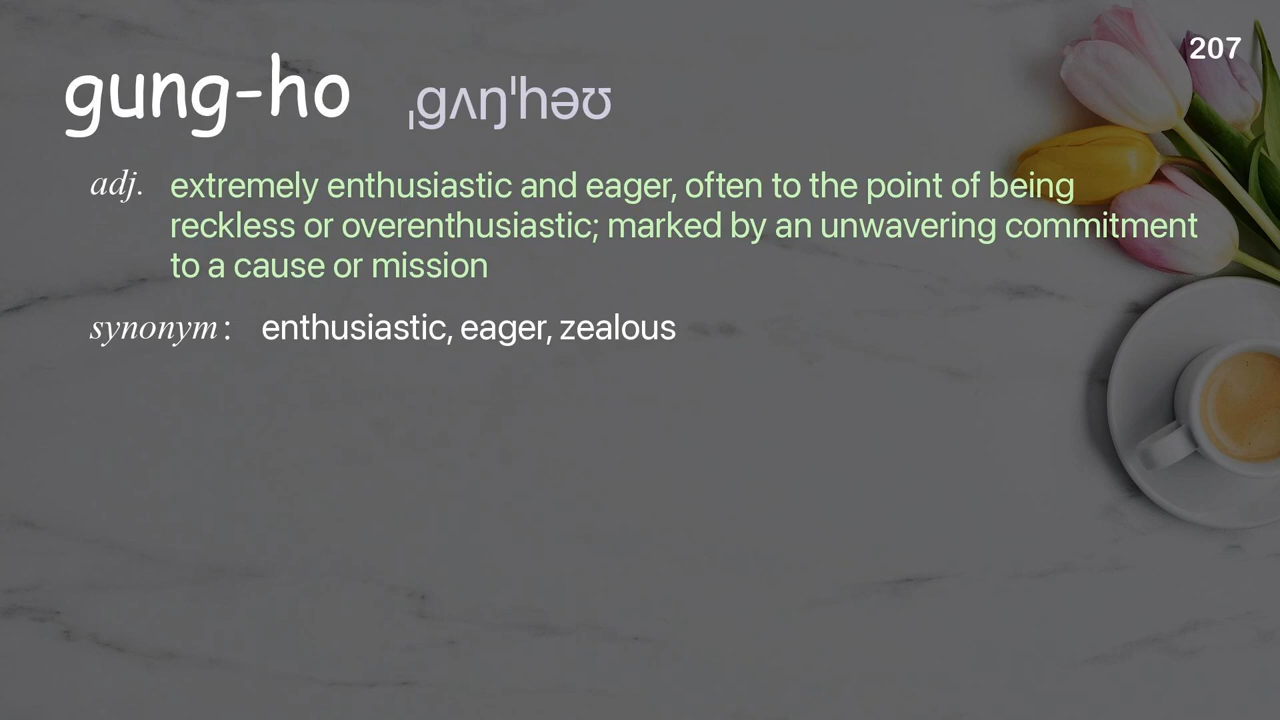 207
gung-ho ˌɡʌŋˈhəʊ
adj. extremely enthusiastic and eager, often to the point of being
reckless or overenthusiastic; marked by an unwavering commitment
to a cause or mission
synonym: enthusiastic, eager, zealous